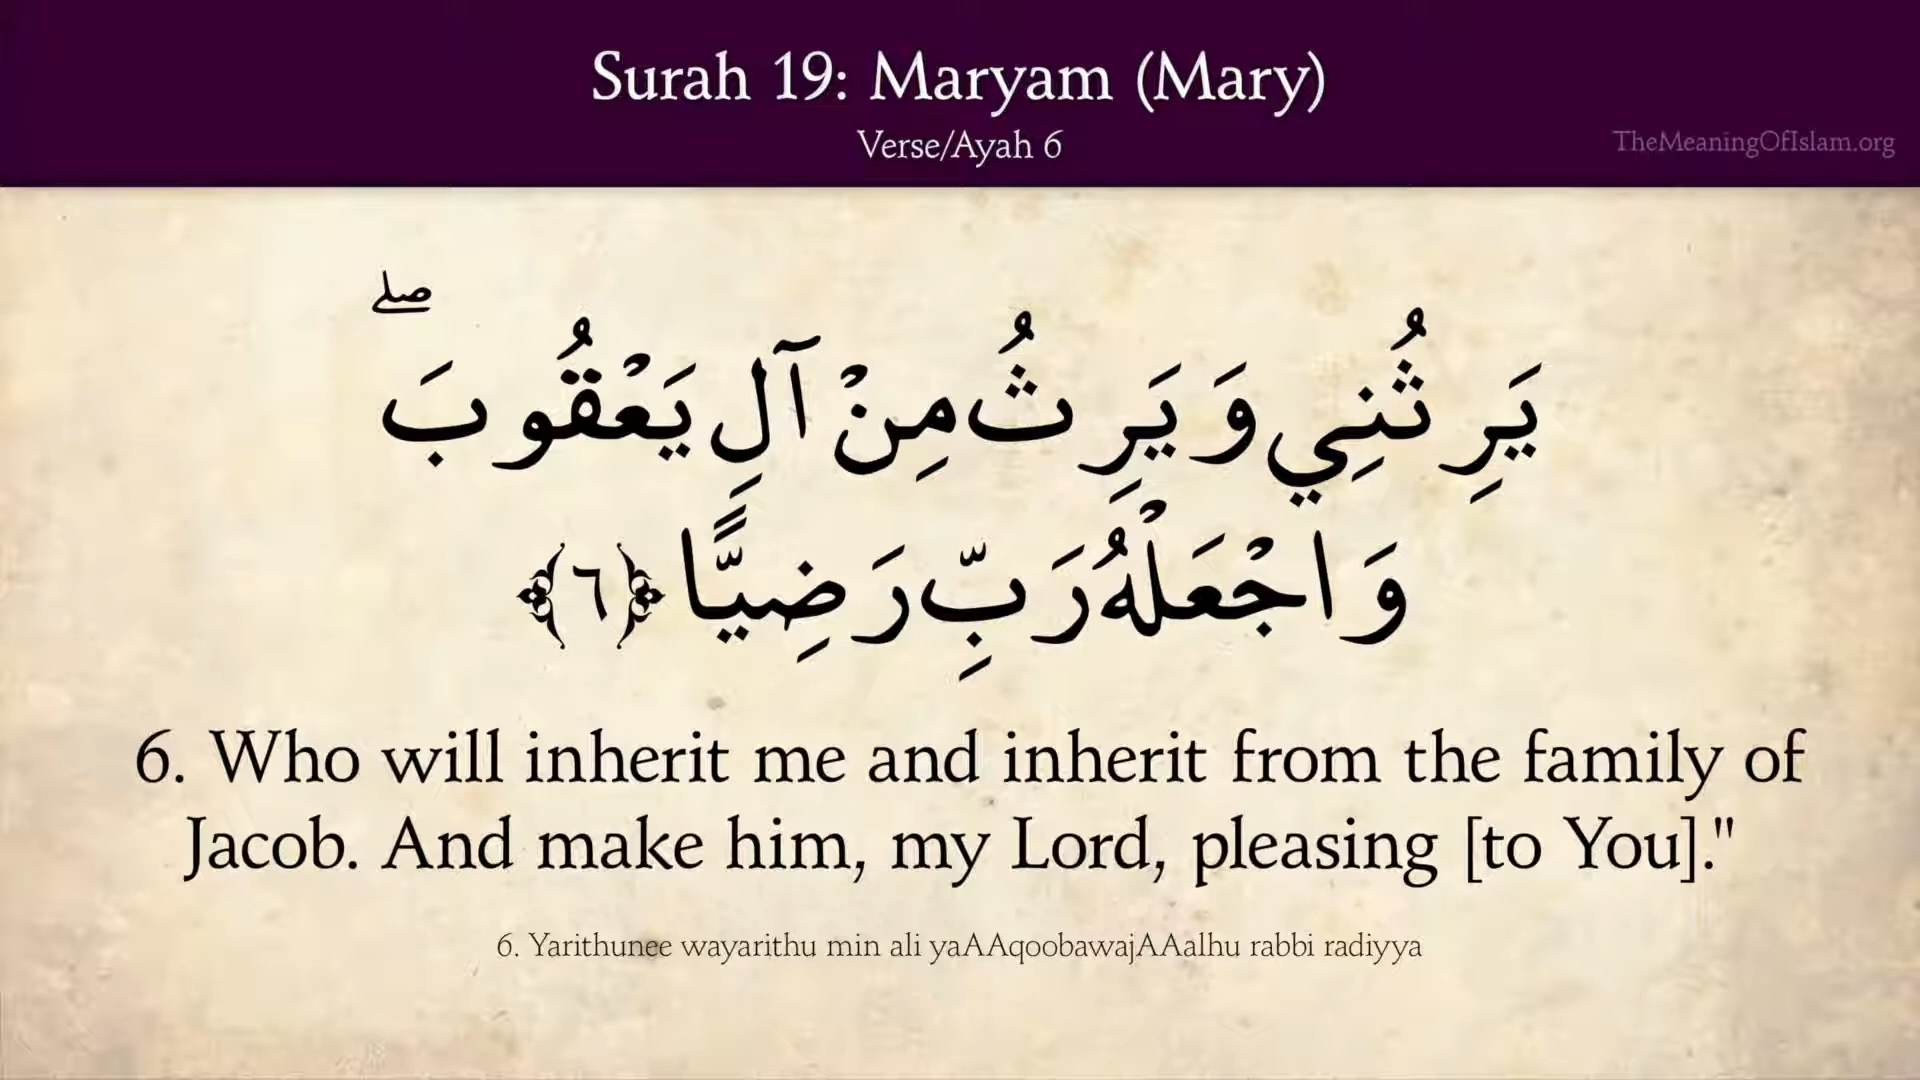 Surah 19: Maryam (Mary)
Verse/Ayah 6
TheMeaningOfIslam.org
يَرِثُنِي وَيَرِثُ مِنْ آلِ يَعْقُوبَ ۖ
وَاجْعَلْهُ رَبِّ رَضِيًّا ﴿٦﴾
6. Who will inherit me and inherit from the family of
Jacob. And make him, my Lord, pleasing [to You]."
6. Yarithunee wayarithu min ali yaAAqoobawajAAalhu rabbi radiyya